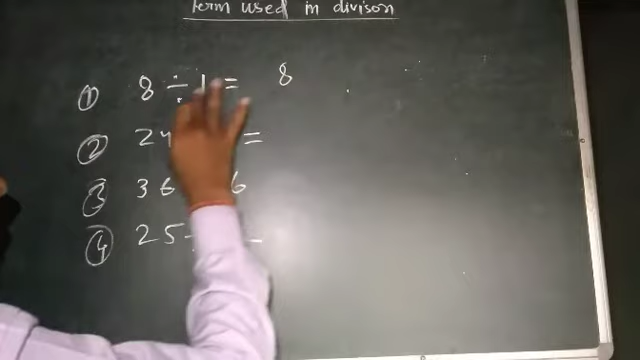 Term used in divison
① 8 ÷ 1 = 8
② 24 =
③ 36 6
④ 25